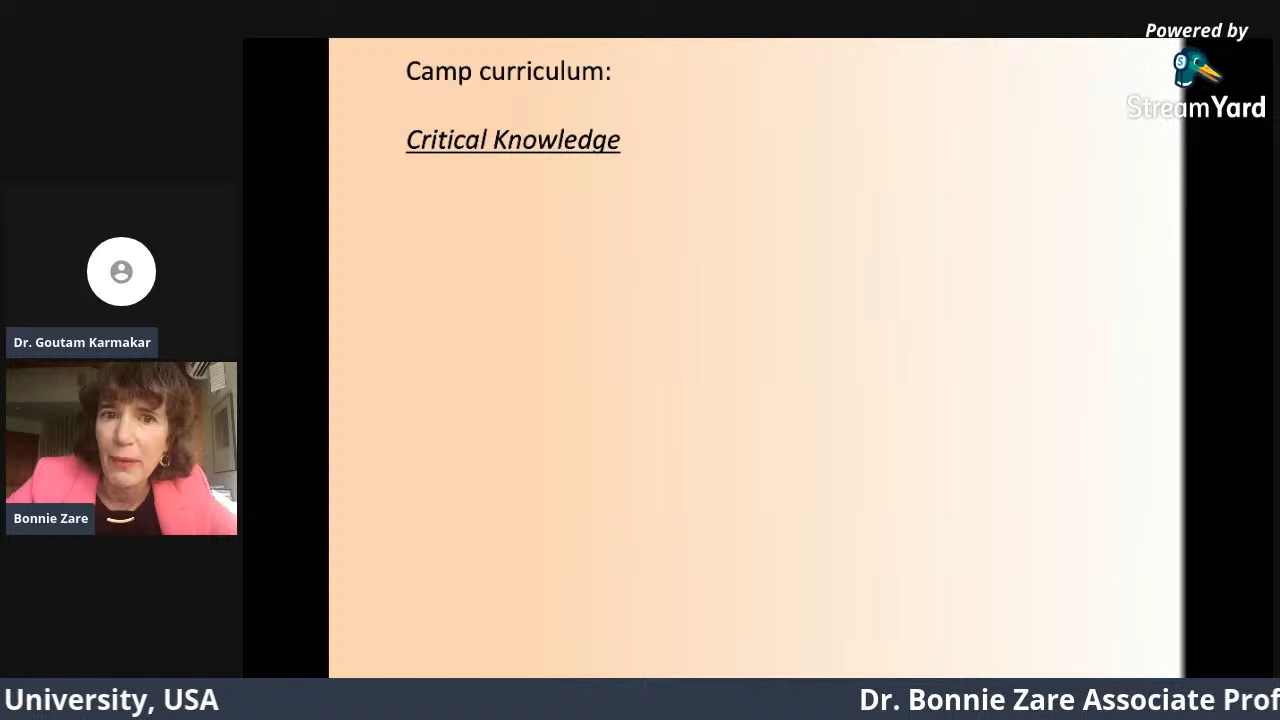 Powered by
StreamYard
Camp curriculum:
Critical Knowledge
Dr. Goutam Karmakar
Bonnie Zare
University, USA
Dr. Bonnie Zare Associate Prof